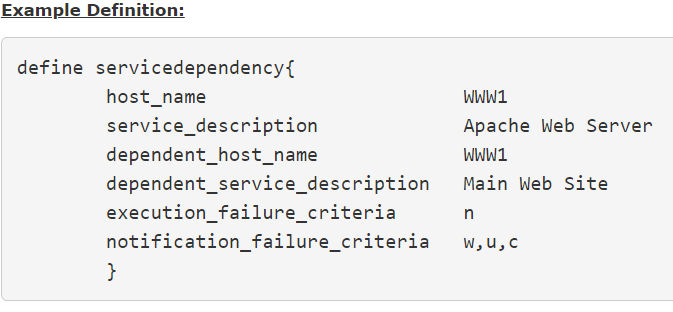 Example Definition:
define servicedependency{
host_name WWW1
service_description Apache Web Server
dependent_host_name WWW1
dependent_service_description Main Web Site
execution_failure_criteria n
notification_failure_criteria w,u,c
}